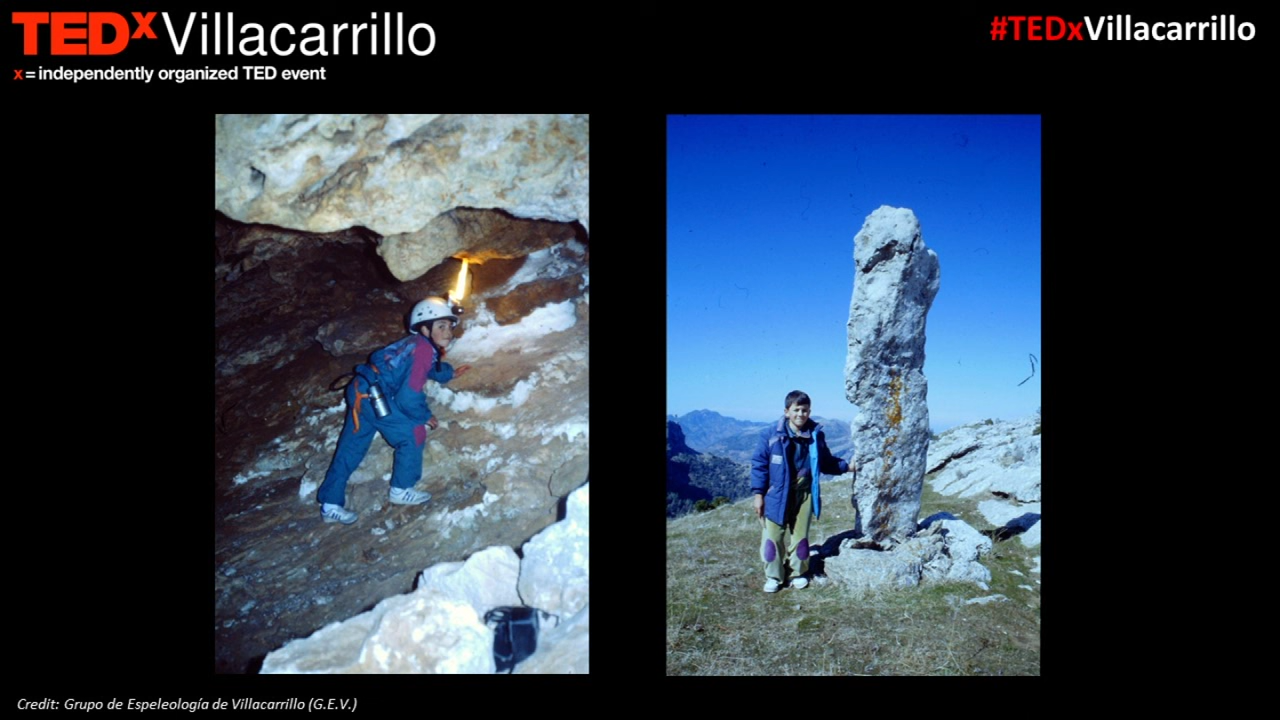 TEDxVillacarrillo
x = independently organized TED event
#TEDxVillacarrillo
Credit: Grupo de Espeleología de Villacarrillo (G.E.V.)